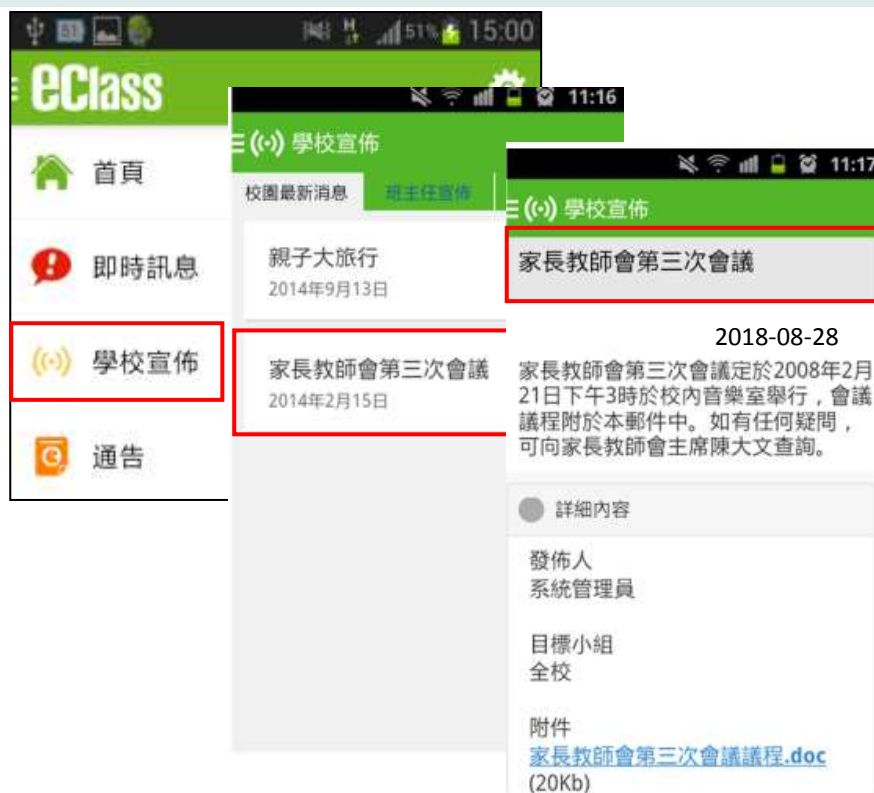 51% 15:00
eClass
首頁
即時訊息
學校宣佈
通告
11:16
學校宣佈
校園最新消息 班主任宣佈
親子大旅行
2014年9月13日
家長教師會第三次會議
2014年2月15日
11:17
學校宣佈
家長教師會第三次會議
2018-08-28
家長教師會第三次會議定於2008年2月
21日下午3時於校內音樂室舉行，會議
議程附於本郵件中。如有任何疑問，
可向家長教師會主席陳大文查詢。
詳細內容
發佈人
系統管理員
目標小組
全校
附件
家長教師會第三次會議議程.doc
(20Kb)